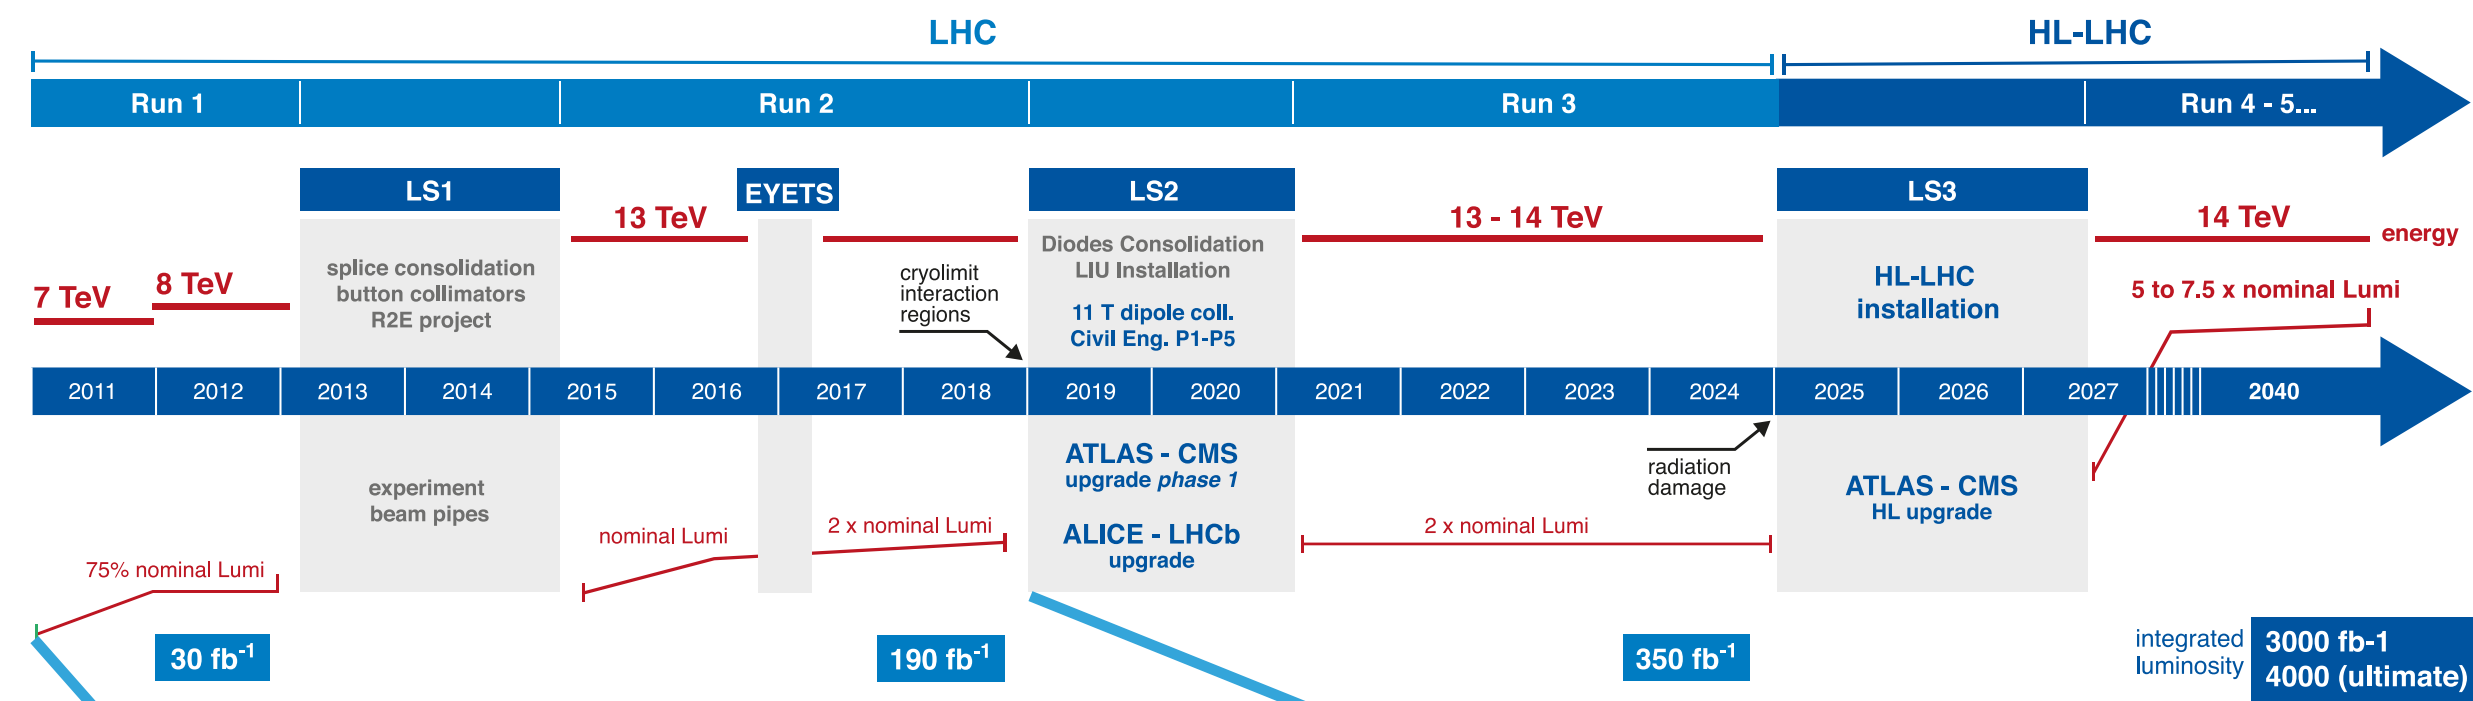 LHC
HL-LHC
Run 1
Run 2
Run 3
Run 4 - 5...
LS1
EYETS
LS2
LS3
13 TeV
13 - 14 TeV
14 TeV
energy
7 TeV
8 TeV
splice consolidation
button collimators
R2E project
cryolimit
interaction
regions
Diodes Consolidation
LIU Installation
11 T dipole coll.
Civil Eng. P1-P5
HL-LHC
installation
5 to 7.5 x nominal Lumi
2011
2012
2013
2014
2015
2016
2017
2018
2019
2020
2021
2022
2023
2024
2025
2026
2027
2040
experiment
beam pipes
ATLAS - CMS
upgrade phase 1
ALICE - LHCb
upgrade
radiation
damage
ATLAS - CMS
HL upgrade
75% nominal Lumi
nominal Lumi
2 x nominal Lumi
2 x nominal Lumi
30 fb⁻¹
190 fb⁻¹
350 fb⁻¹
integrated
luminosity
3000 fb-1
4000 (ultimate)